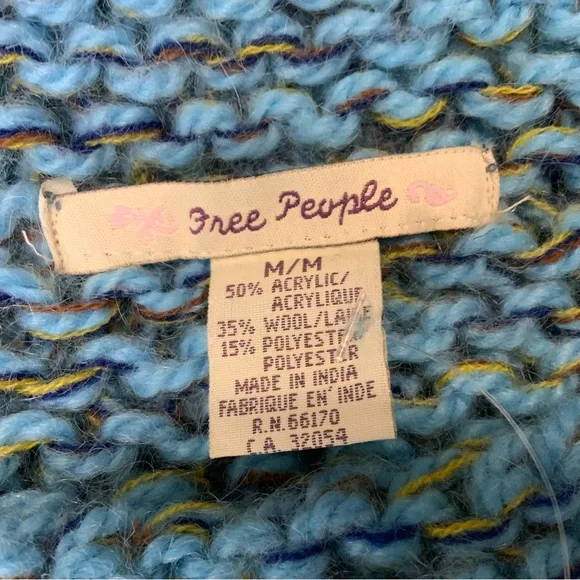 Free People
M/M
50% ACRYLIC/
ACRYLIQUE
35% WOOL/LAINE
15% POLYESTER/
POLYESTER
MADE IN INDIA
FABRIQUE EN' INDE
R.N. 66170
C.A. 32054